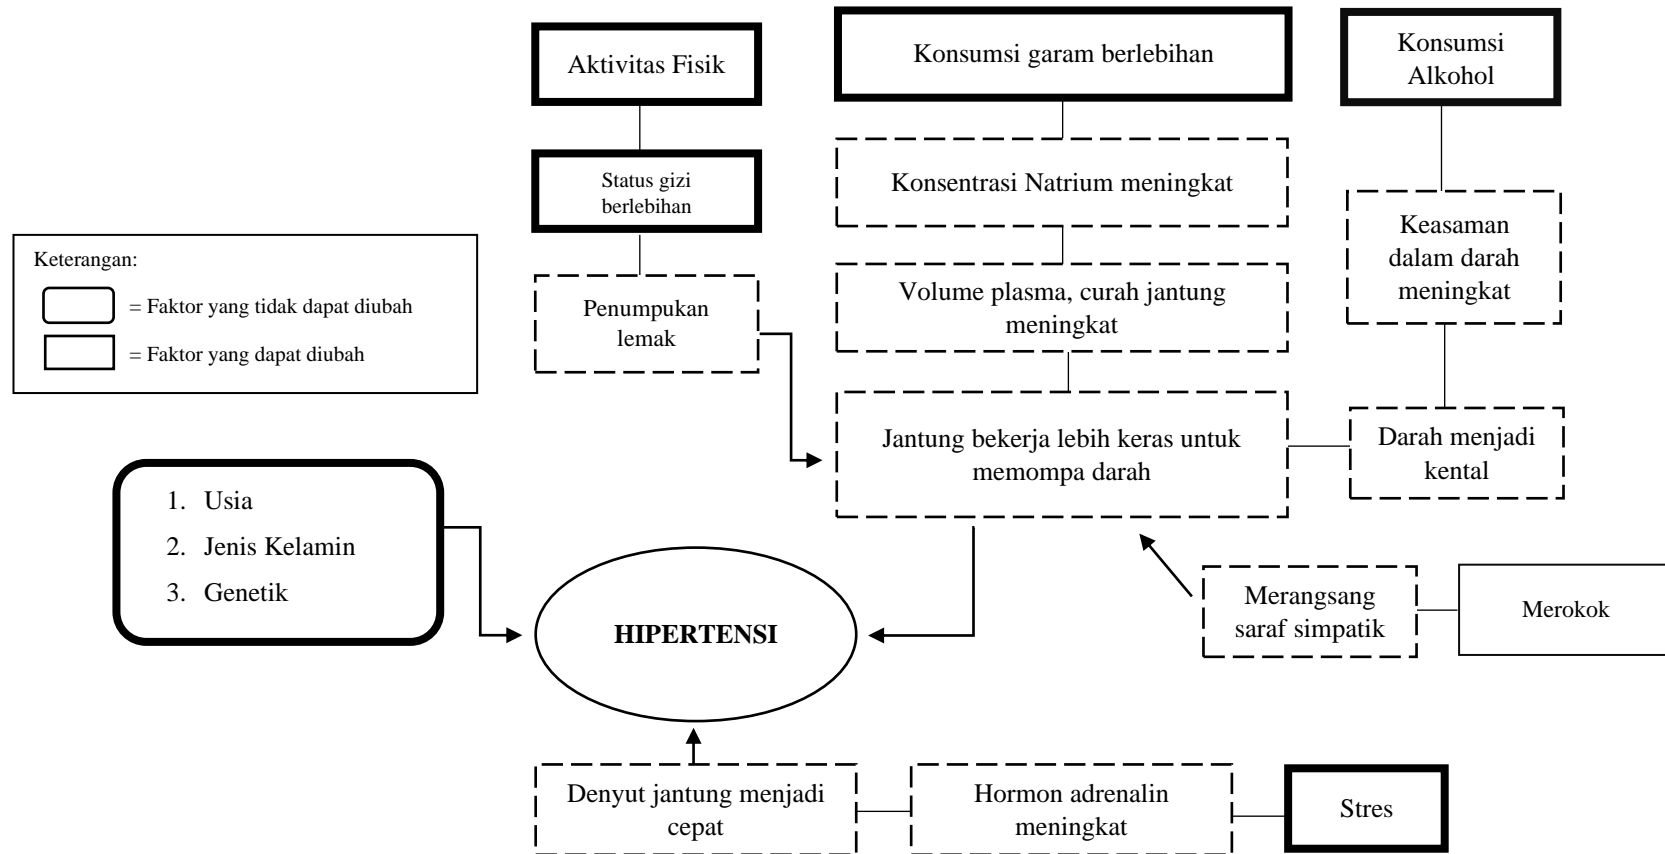 Aktivitas Fisik
Konsumsi garam berlebihan
Konsumsi
Alkohol
Status gizi
berlebihan
Konsentrasi Natrium meningkat
Keasaman
dalam darah
meningkat
Keterangan:
= Faktor yang tidak dapat diubah
= Faktor yang dapat diubah
Penumpukan
lemak
Volume plasma, curah jantung
meningkat
Jantung bekerja lebih keras untuk
memompa darah
Darah menjadi
kental
1. Usia
2. Jenis Kelamin
3. Genetik
HIPERTENSI
Merangsang
saraf simpatik
Merokok
Denyut jantung menjadi
cepat
Hormon adrenalin
meningkat
Stres